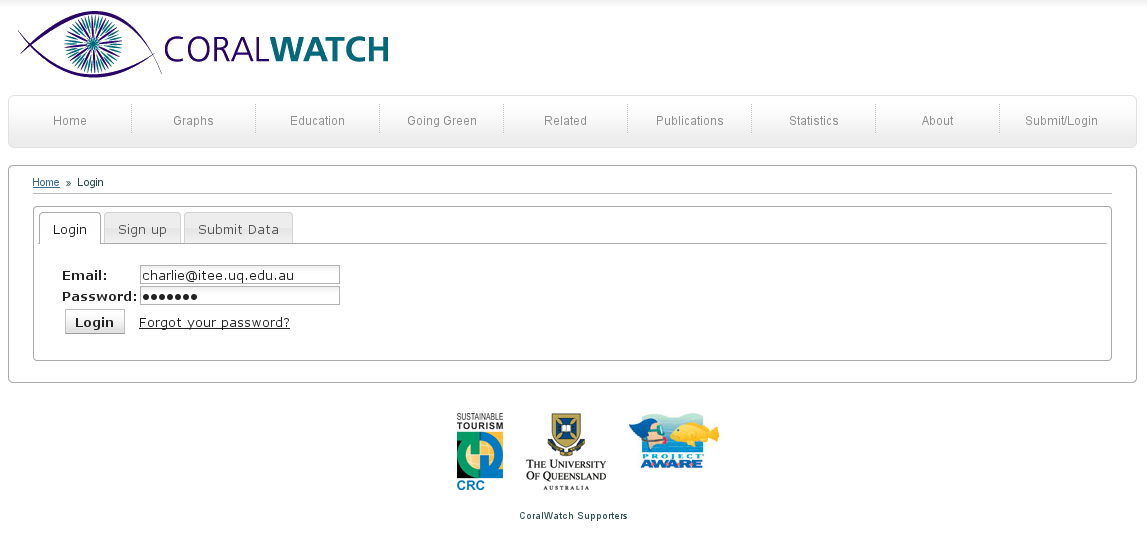 CORALWATCH
Home Graphs Education Going Green Related Publications Statistics About Submit/Login
Home » Login
Login Sign up Submit Data
Email: charlie@itee.uq.edu.au
Password: ●●●●●●●
Login Forgot your password?
SUSTAINABLE
TOURISM
CRC
THE UNIVERSITY
OF QUEENSLAND
AUSTRALIA
PROJECT
AWARE
CoralWatch Supporters